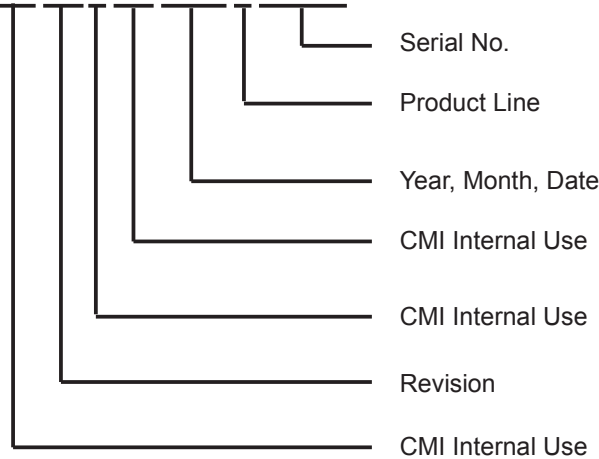 Serial No.
Product Line
Year, Month, Date
CMI Internal Use
CMI Internal Use
Revision
CMI Internal Use